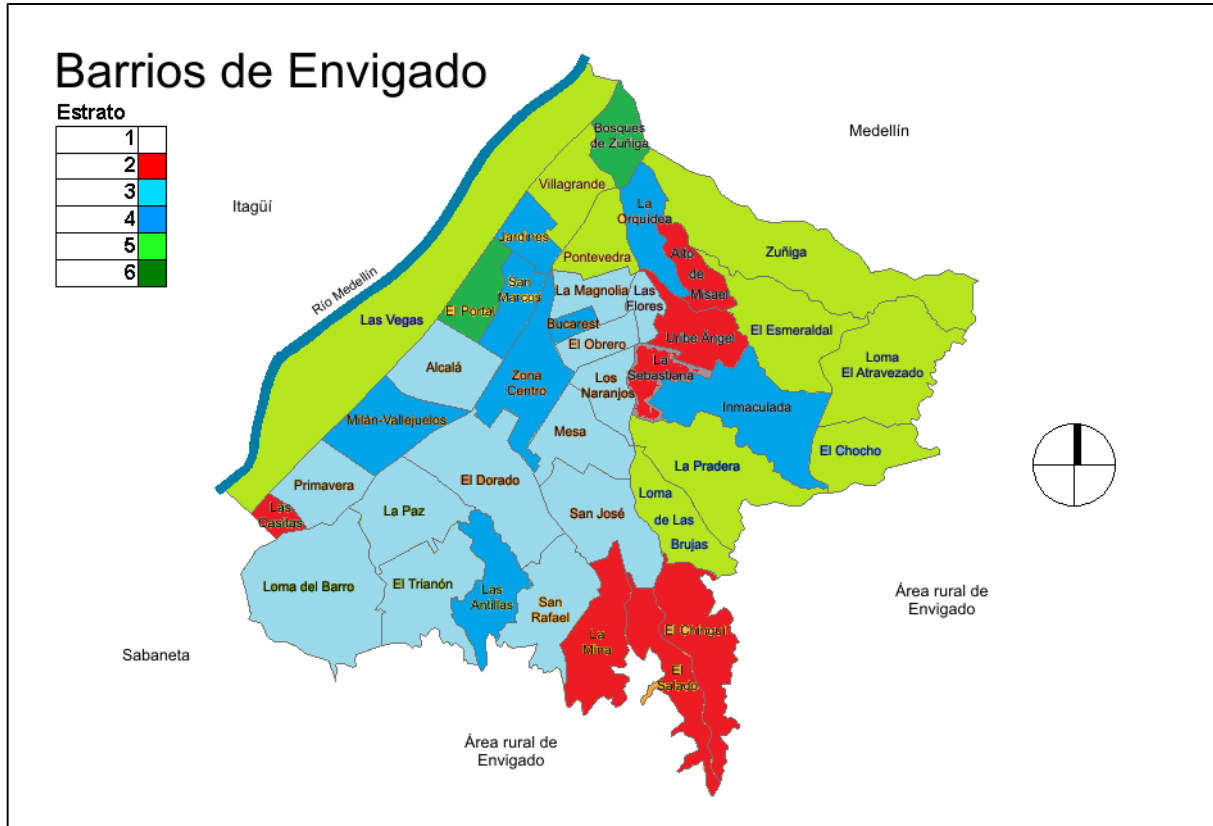 Barrios de Envigado
Estrato
1
2
3
4
5
6
Medellín
Itagüí
Río Medellín
Bosques
de Zuñiga
Villagrande
La
Orquidea
Jardines
Pontevedra
Zuñiga
Alto
de
Misael
San
Marcos
La Magnolia
Las
Flores
El Portal
Las Vegas
Bucarest
Uribe Ángel
El Esmeraldal
El Obrero
Loma
El Atravezado
Alcalá
Zona
Centro
La
Sebastiana
Los
Naranjos
Inmaculada
Milán-Vallejuelos
Mesa
El Chocho
La Pradera
Primavera
El Dorado
Loma
de Las
Brujas
Las
Casitas
La Paz
San José
Loma del Barro
El Trianón
Las
Antillas
San
Rafael
Área rural de
Envigado
La
Mina
El Chinguí
El
Salado
Sabaneta
Área rural de
Envigado